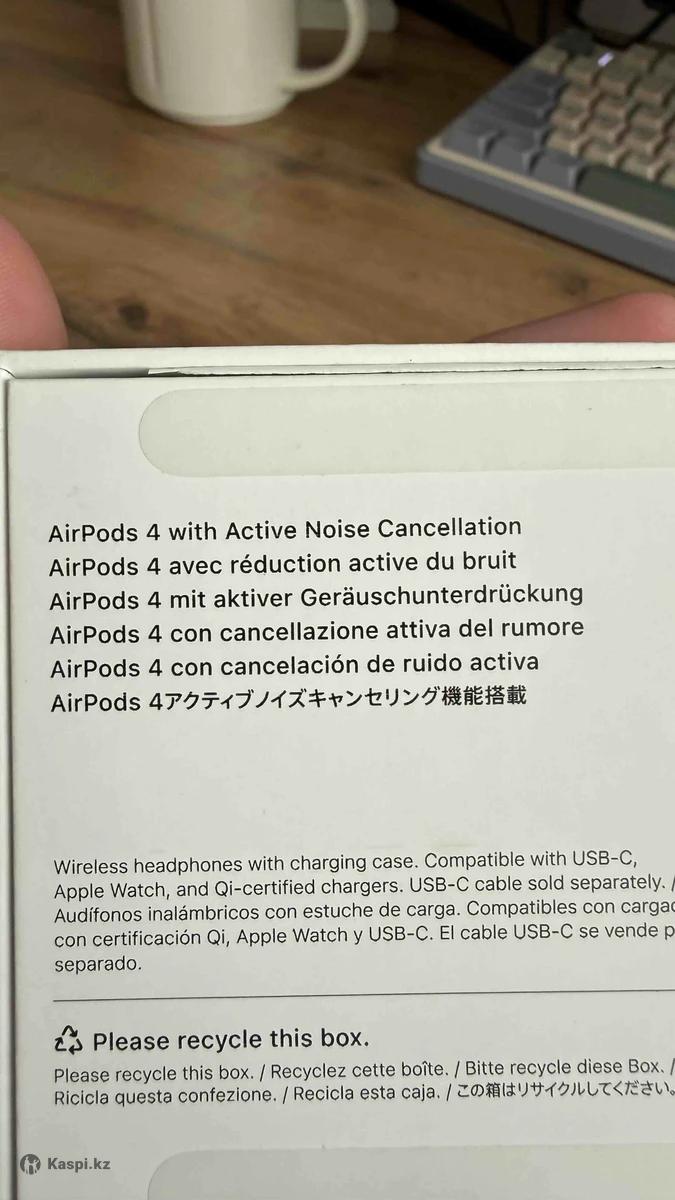 AirPods 4 with Active Noise Cancellation
AirPods 4 avec réduction active du bruit
AirPods 4 mit aktiver Geräuschunterdrückung
AirPods 4 con cancellazione attiva del rumore
AirPods 4 con cancelación de ruido activa
AirPods 4アクティブノイズキャンセリング機能搭載
Wireless headphones with charging case. Compatible with USB-C,
Apple Watch, and Qi-certified chargers. USB-C cable sold separately. /
Audífonos inalámbricos con estuche de carga. Compatibles con
con certificación Qi, Apple Watch y USB-C. El cable USB-C se vende
separado.
Please recycle this box.
Please recycle this box. / Recyclez cette boîte. / Bitte recycle diese Box. /
Ricicla questa confezione. / Recicla esta caja. / この箱はリサイクルしてください。
Kaspi.kz